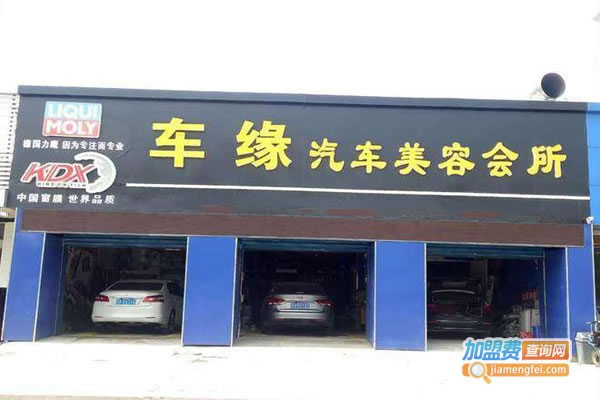 LIQUI
MOLY
德国力魔 因为专注而专业
KDX
WINDOW FILM
中国窗膜 世界品质
车缘 汽车美容会所
加盟费查询网
jiamengfei.com